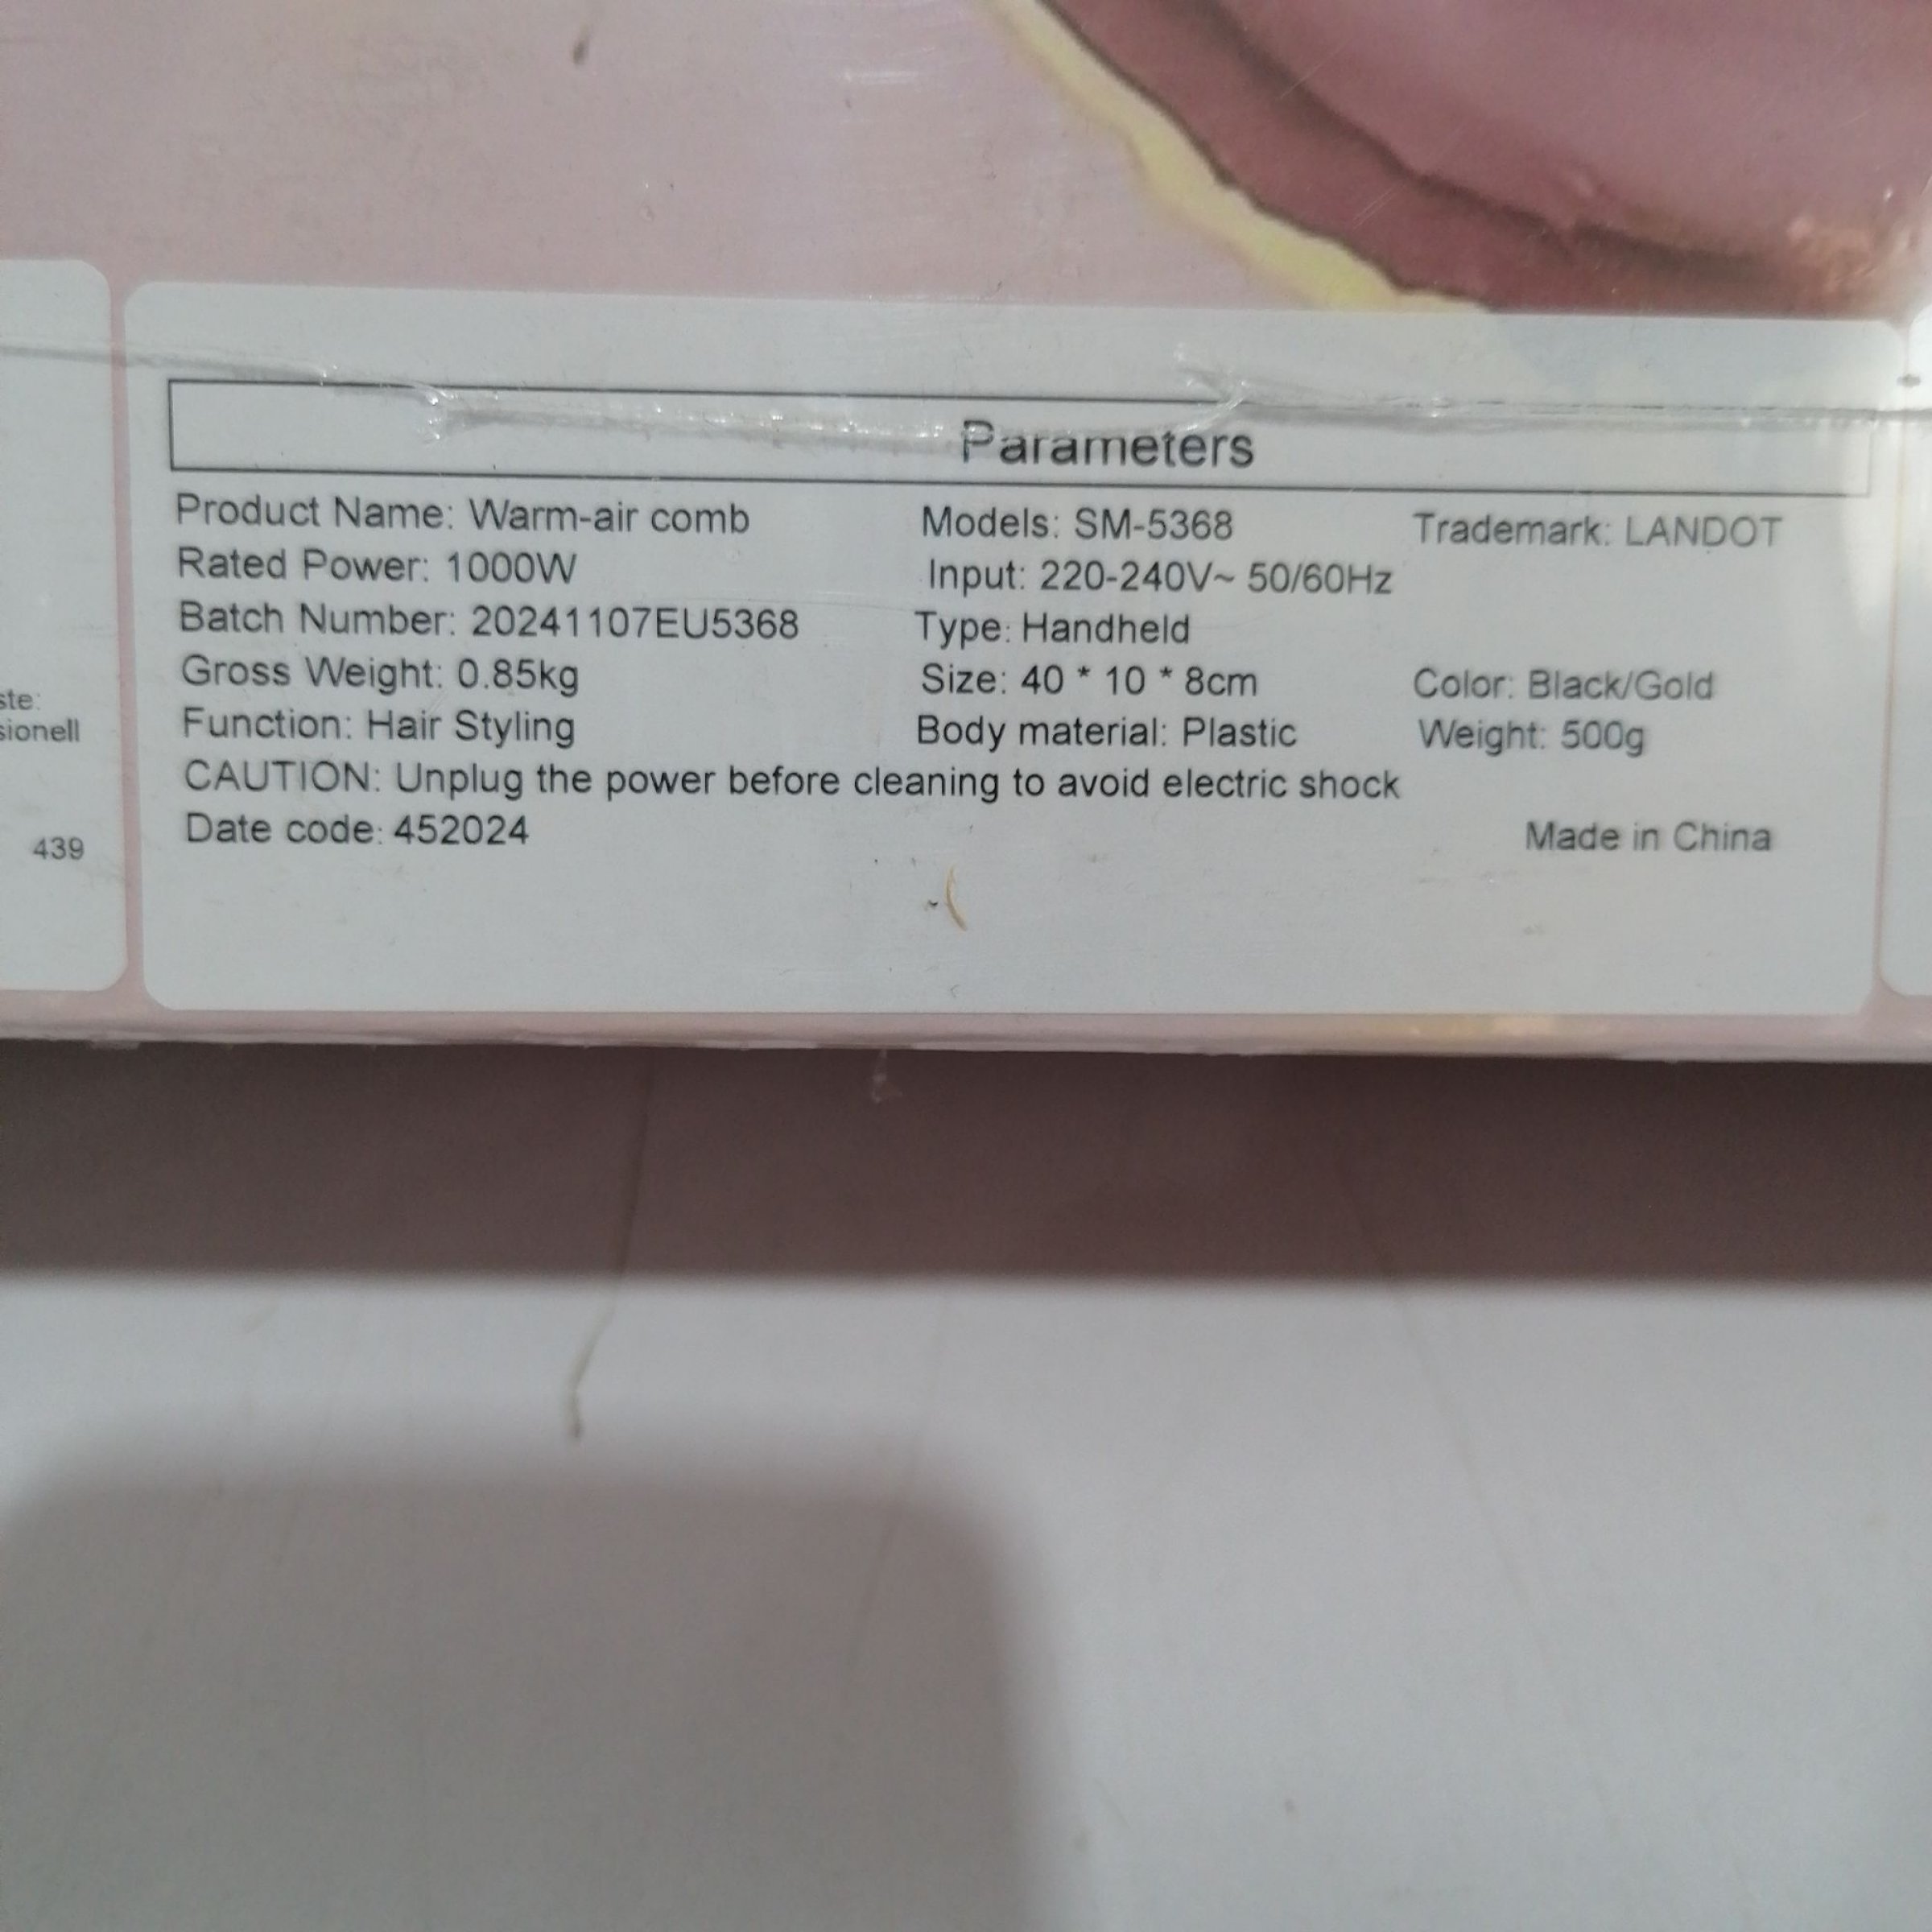 Parameters
Product Name: Warm-air comb Models: SM-5368 Trademark: LANDOT
Rated Power: 1000W Input: 220-240V~ 50/60Hz
Batch Number: 20241107EU5368 Type: Handheld
Gross Weight: 0.85kg Size: 40 * 10 * 8cm Color: Black/Gold
Function: Hair Styling Body material: Plastic Weight: 500g
CAUTION: Unplug the power before cleaning to avoid electric shock
Date code: 452024 Made in China
ste:
sionell
439